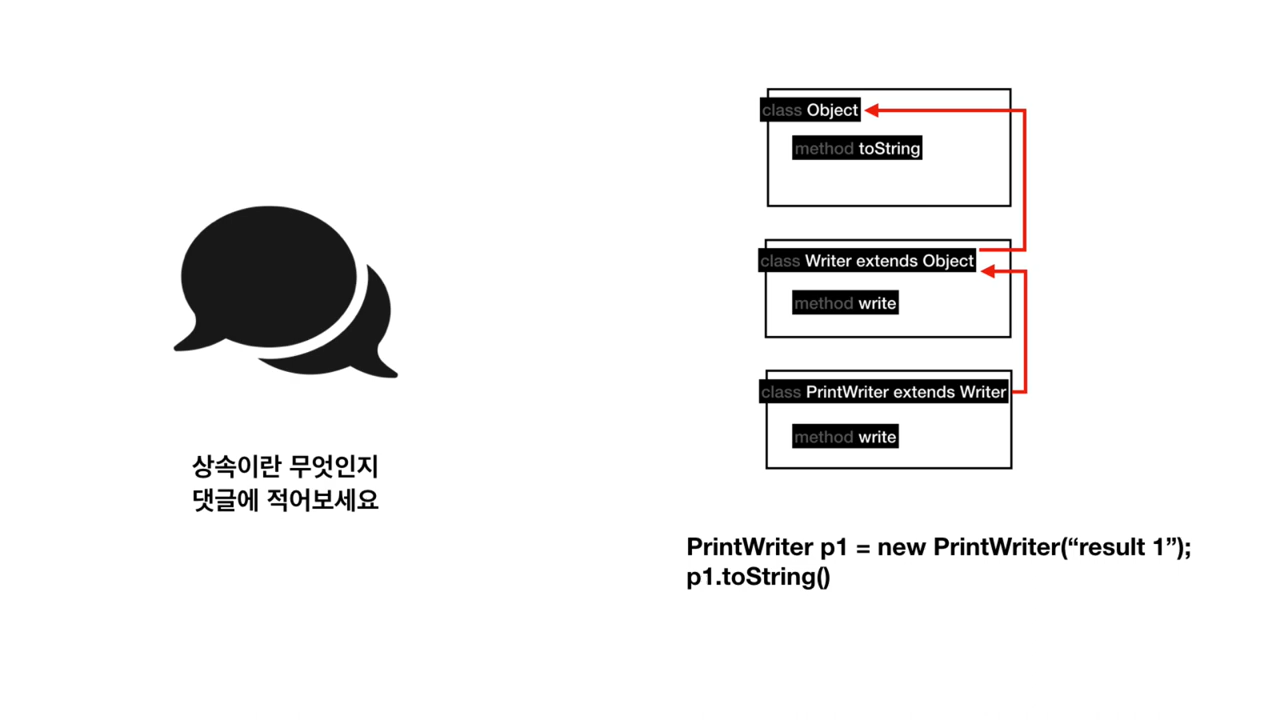 상속이란 무엇인지
댓글에 적어보세요
class Object
method toString
class Writer extends Object
method write
class PrintWriter extends Writer
method write
PrintWriter p1 = new PrintWriter(“result 1”);
p1.toString()